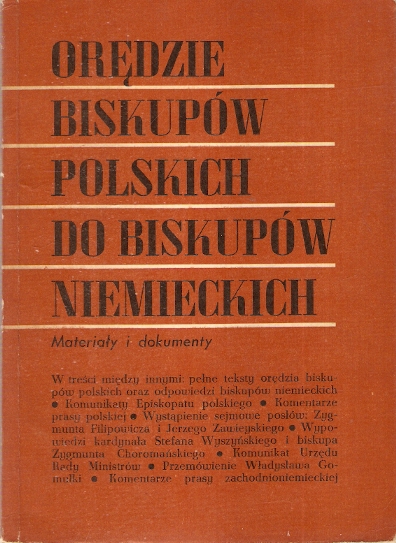 ORĘDZIE
BISKUPÓW
POLSKICH
DO BISKUPÓW
NIEMIECKICH
Materiały i dokumenty
W treści między innymi: pełne teksty orędzia bisku-
pów polskich oraz odpowiedzi biskupów niemieckich
● Komunikaty Episkopatu polskiego ● Komentarze
prasy polskiej ● Wystąpienie sejmowe posłów: Zyg-
munta Filipowicza i Jerzego Zawieyskiego ● Wypo-
wiedzi kardynała Stefana Wyszyńskiego i biskupa
Zygmunta Choromańskiego ● Komunikat Urzędu
Rady Ministrów ● Przemówienie Władysława Go-
mełki ● Komentarze prasy zachodnioniemieckiej